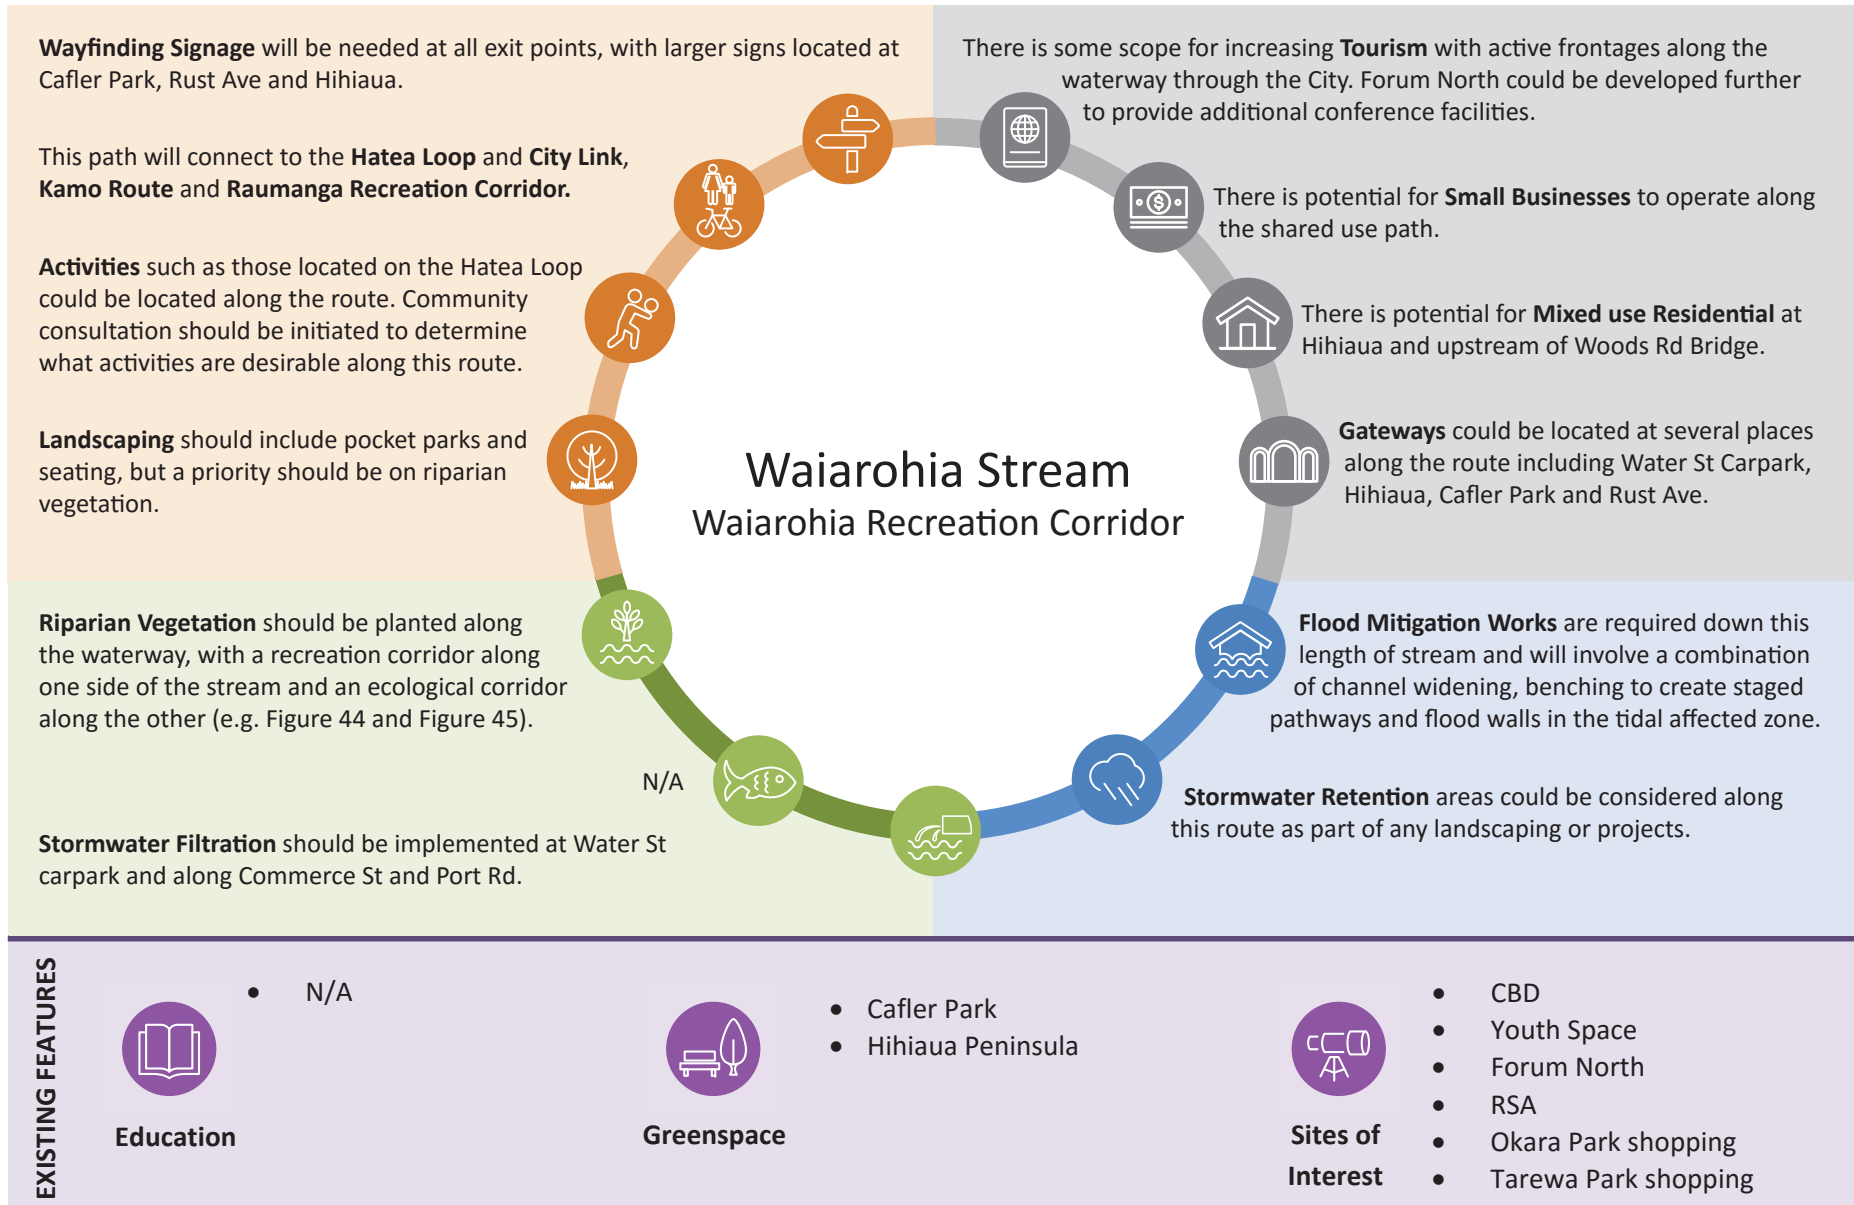 Wayfinding Signage will be needed at all exit points, with larger signs located at
Cafler Park, Rust Ave and Hihiaua.
This path will connect to the Hatea Loop and City Link,
Kamo Route and Raumanga Recreation Corridor.
Activities such as those located on the Hatea Loop
could be located along the route. Community
consultation should be initiated to determine
what activities are desirable along this route.
Landscaping should include pocket parks and
seating, but a priority should be on riparian
vegetation.
There is some scope for increasing Tourism with active frontages along the
waterway through the City. Forum North could be developed further
to provide additional conference facilities.
There is potential for Small Businesses to operate along
the shared use path.
There is potential for Mixed use Residential at
Hihiaua and upstream of Woods Rd Bridge.
Gateways could be located at several places
along the route including Water St Carpark,
Hihiaua, Cafler Park and Rust Ave.
Waiarohia Stream
Waiarohia Recreation Corridor
Riparian Vegetation should be planted along
the waterway, with a recreation corridor along
one side of the stream and an ecological corridor
along the other (e.g. Figure 44 and Figure 45).
N/A
Stormwater Filtration should be implemented at Water St
carpark and along Commerce St and Port Rd.
Flood Mitigation Works are required down this
length of stream and will involve a combination
of channel widening, benching to create staged
pathways and flood walls in the tidal affected zone.
Stormwater Retention areas could be considered along
this route as part of any landscaping or projects.
EXISTING FEATURES
• N/A
Education
• Cafler Park
• Hihiaua Peninsula
Greenspace
• CBD
• Youth Space
• Forum North
• RSA
• Okara Park shopping
• Tarewa Park shopping
Sites of
Interest